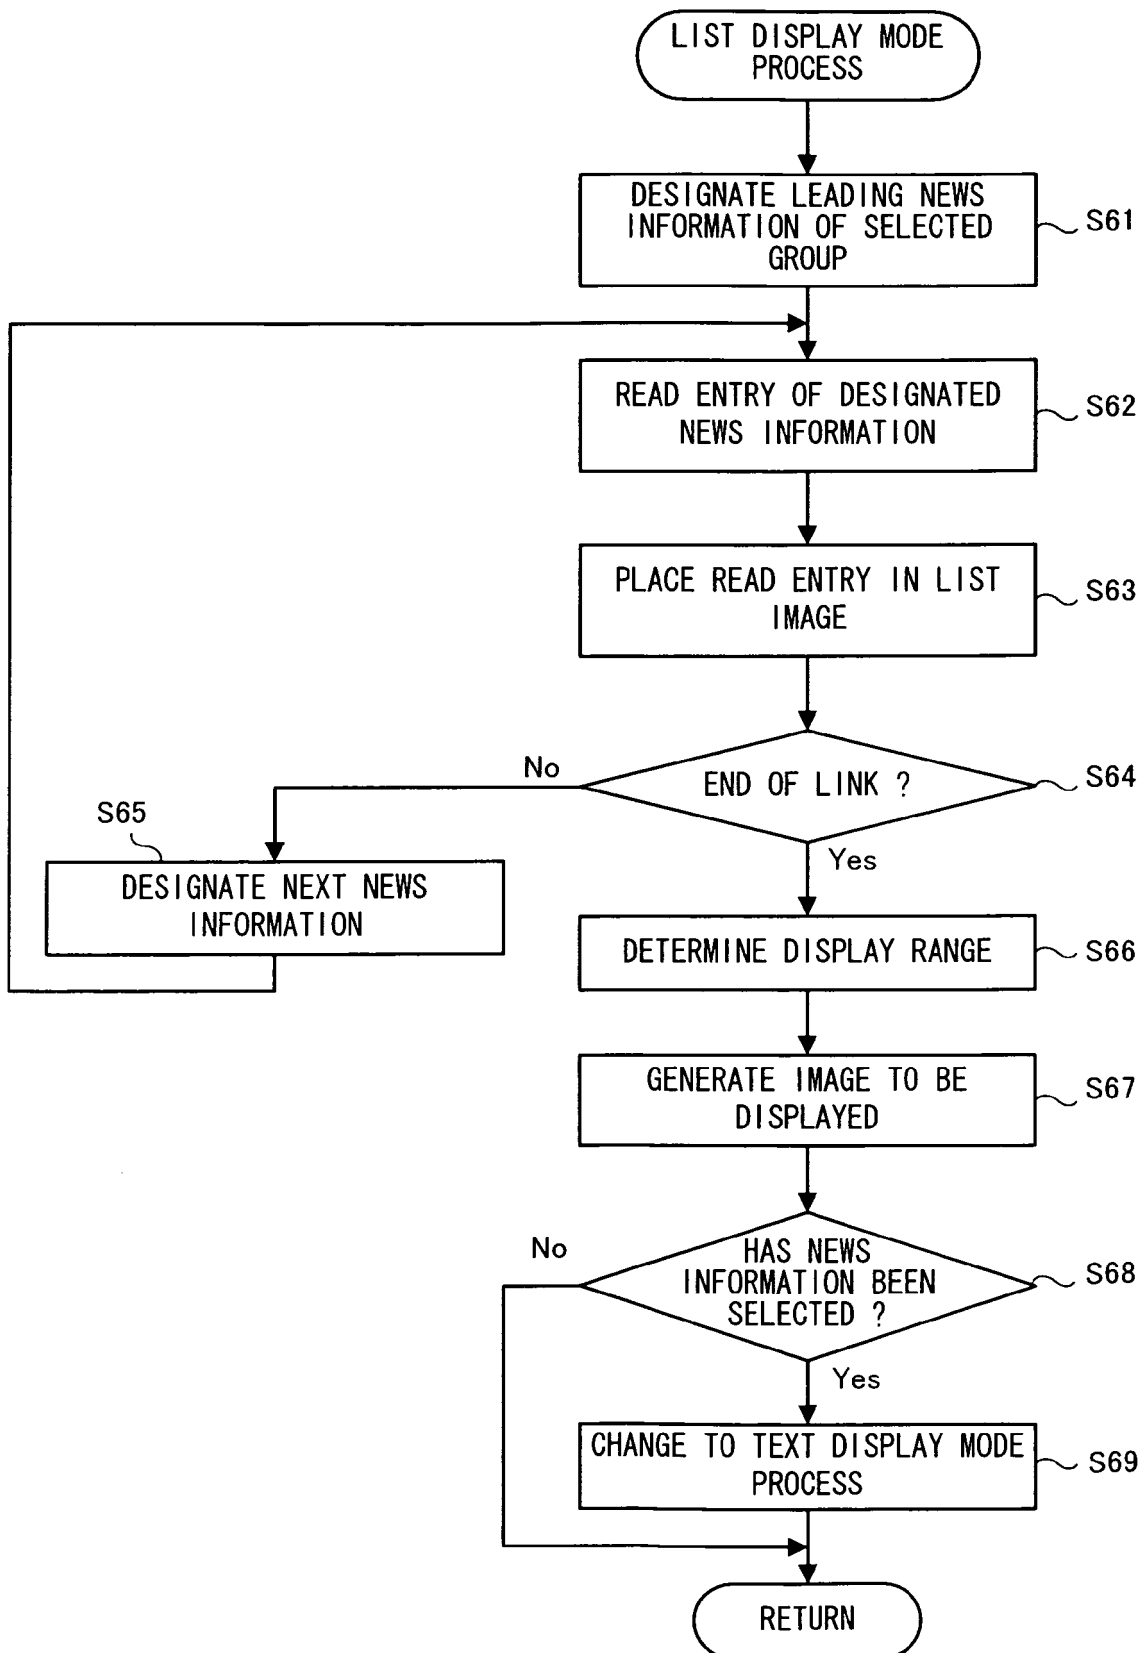 LIST DISPLAY MODE
PROCESS
DESIGNATE LEADING NEWS
INFORMATION OF SELECTED
GROUP
S61
READ ENTRY OF DESIGNATED
NEWS INFORMATION
S62
PLACE READ ENTRY IN LIST
IMAGE
S63
No
END OF LINK ?
S64
S65
Yes
DESIGNATE NEXT NEWS
INFORMATION
DETERMINE DISPLAY RANGE
S66
GENERATE IMAGE TO BE
DISPLAYED
S67
No
HAS NEWS
INFORMATION BEEN
SELECTED ?
S68
Yes
CHANGE TO TEXT DISPLAY MODE
PROCESS
S69
RETURN